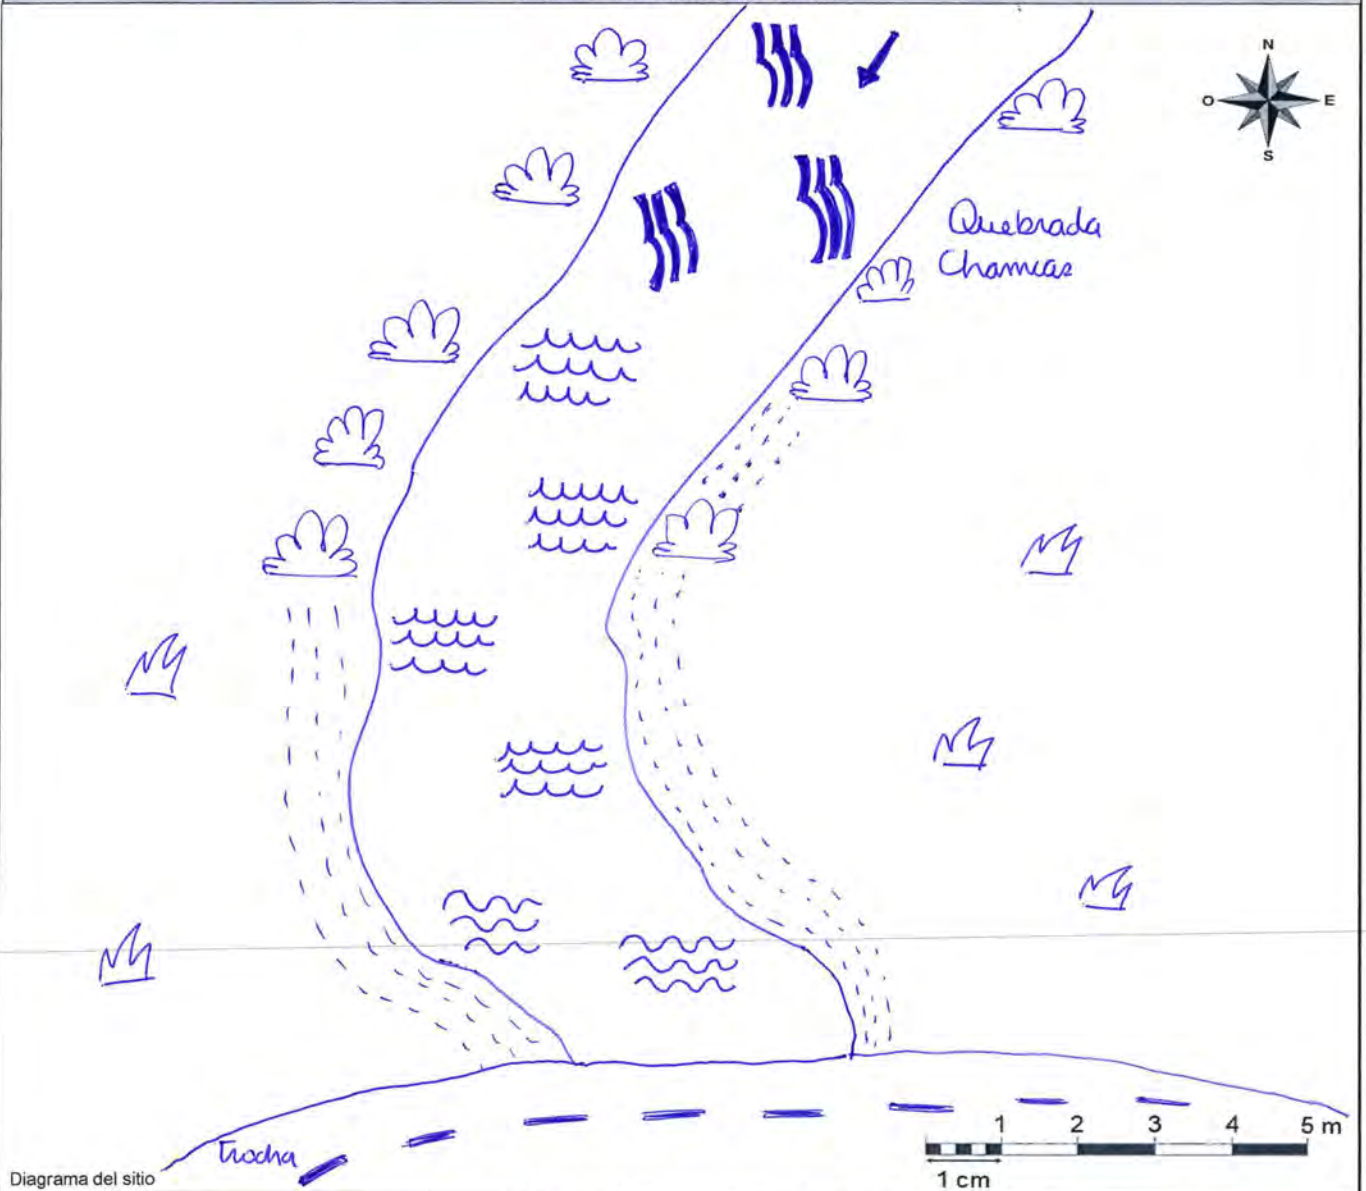 N
O E
S
Quebrada
Chamcas
Trocha
1 2 3 4 5 m
1 cm
Diagrama del sitio